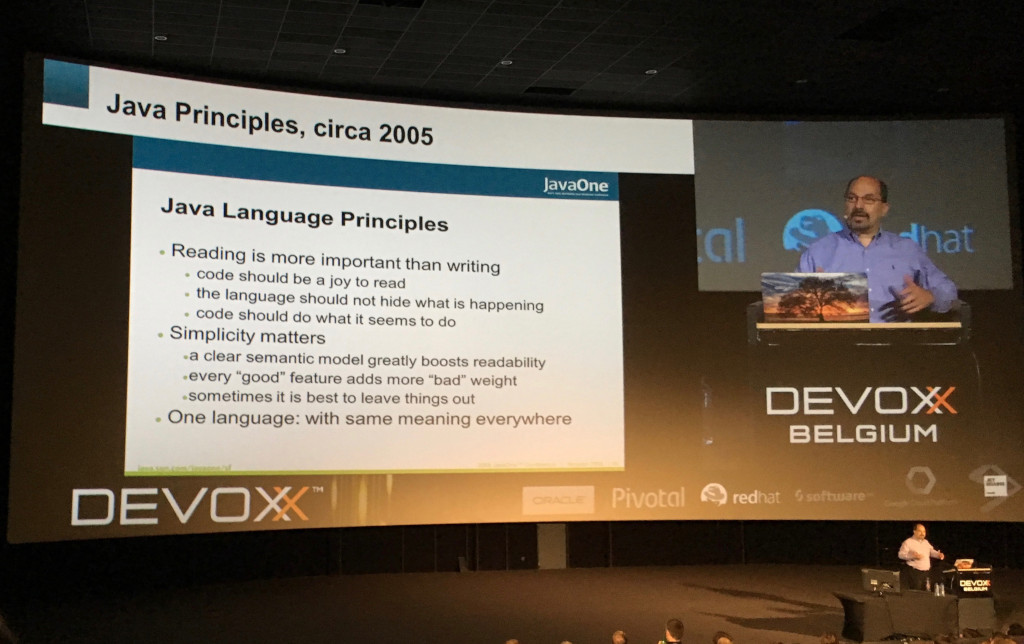 Java Principles, circa 2005
JavaOne
Java Language Principles
• Reading is more important than writing
• code should be a joy to read
• the language should not hide what is happening
• code should do what it seems to do
• Simplicity matters
•a clear semantic model greatly boosts readability
•every “good” feature adds more “bad” weight
•sometimes it is best to leave things out
• One language: with same meaning everywhere
tal redhat
DEVOXX
BELGIUM
DEVOXX™
ORACLE Pivotal redhat softwareAG
DEVOXX
BELGIUM